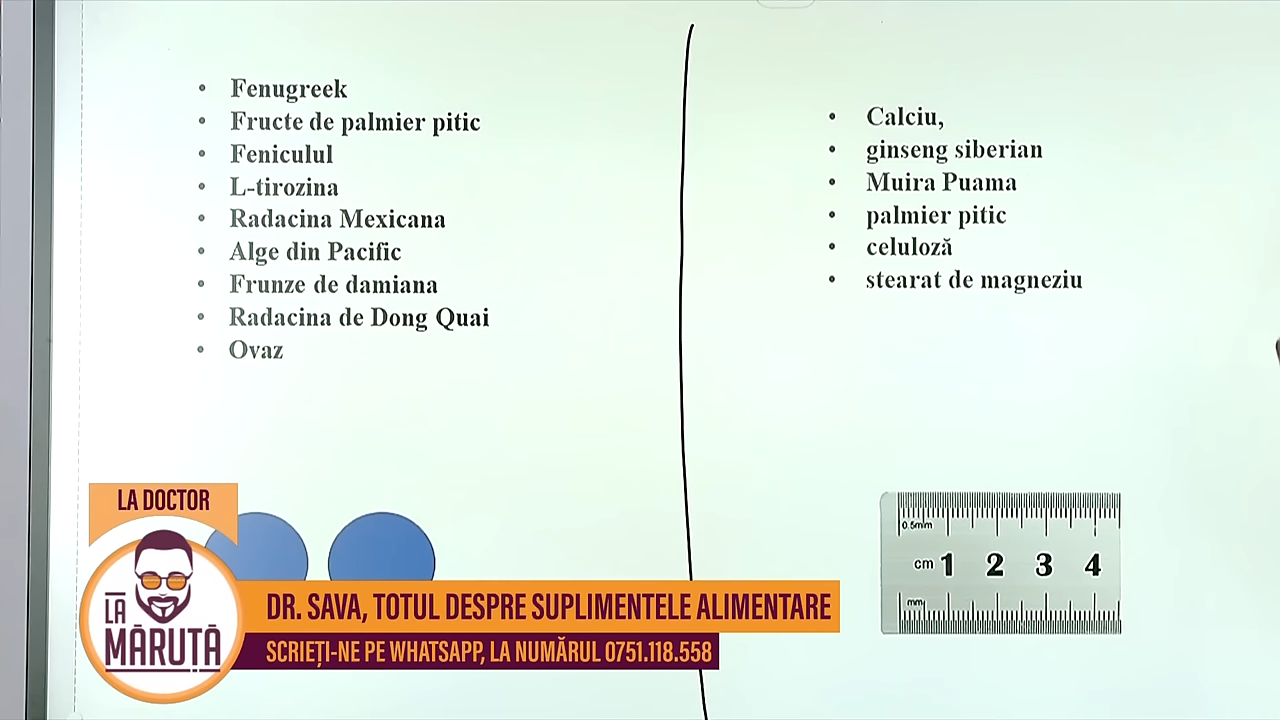 • Fenugreek
• Fructe de palmier pitic
• Feniculul
• L-tirozina
• Radacina Mexicana
• Alge din Pacific
• Frunze de damiana
• Radacina de Dong Quai
• Ovaz
• Calciu,
• ginseng siberian
• Muira Puama
• palmier pitic
• celuloză
• stearat de magneziu
0.5mm
cm 1 2 3 4
mm
LA DOCTOR
LA MĂRUȚĂ
DR. SAVA, TOTUL DESPRE SUPLIMENTELE ALIMENTARE
SCRIEȚI-NE PE WHATSAPP, LA NUMĂRUL 0751.118.558